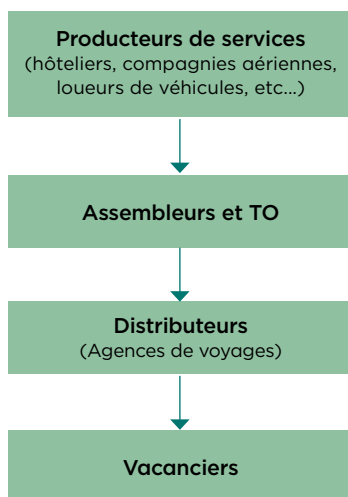 Producteurs de services
(hôteliers, compagnies aériennes,
loueurs de véhicules, etc...)
Assembleurs et TO
Distributeurs
(Agences de voyages)
Vacanciers